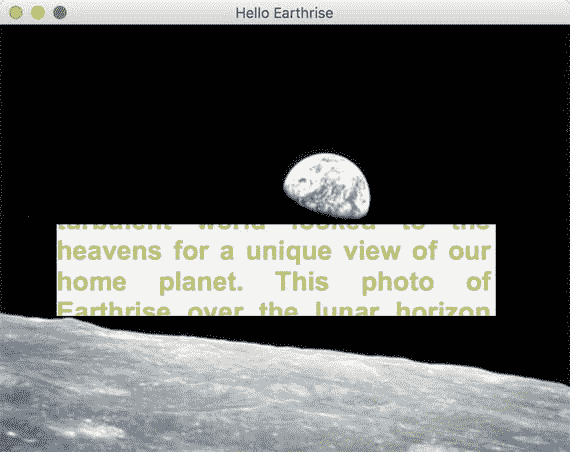 Hello Earthrise
turbulent world looked to the
heavens for a unique view of our
home planet. This photo of
Earthrise over the lunar horizon